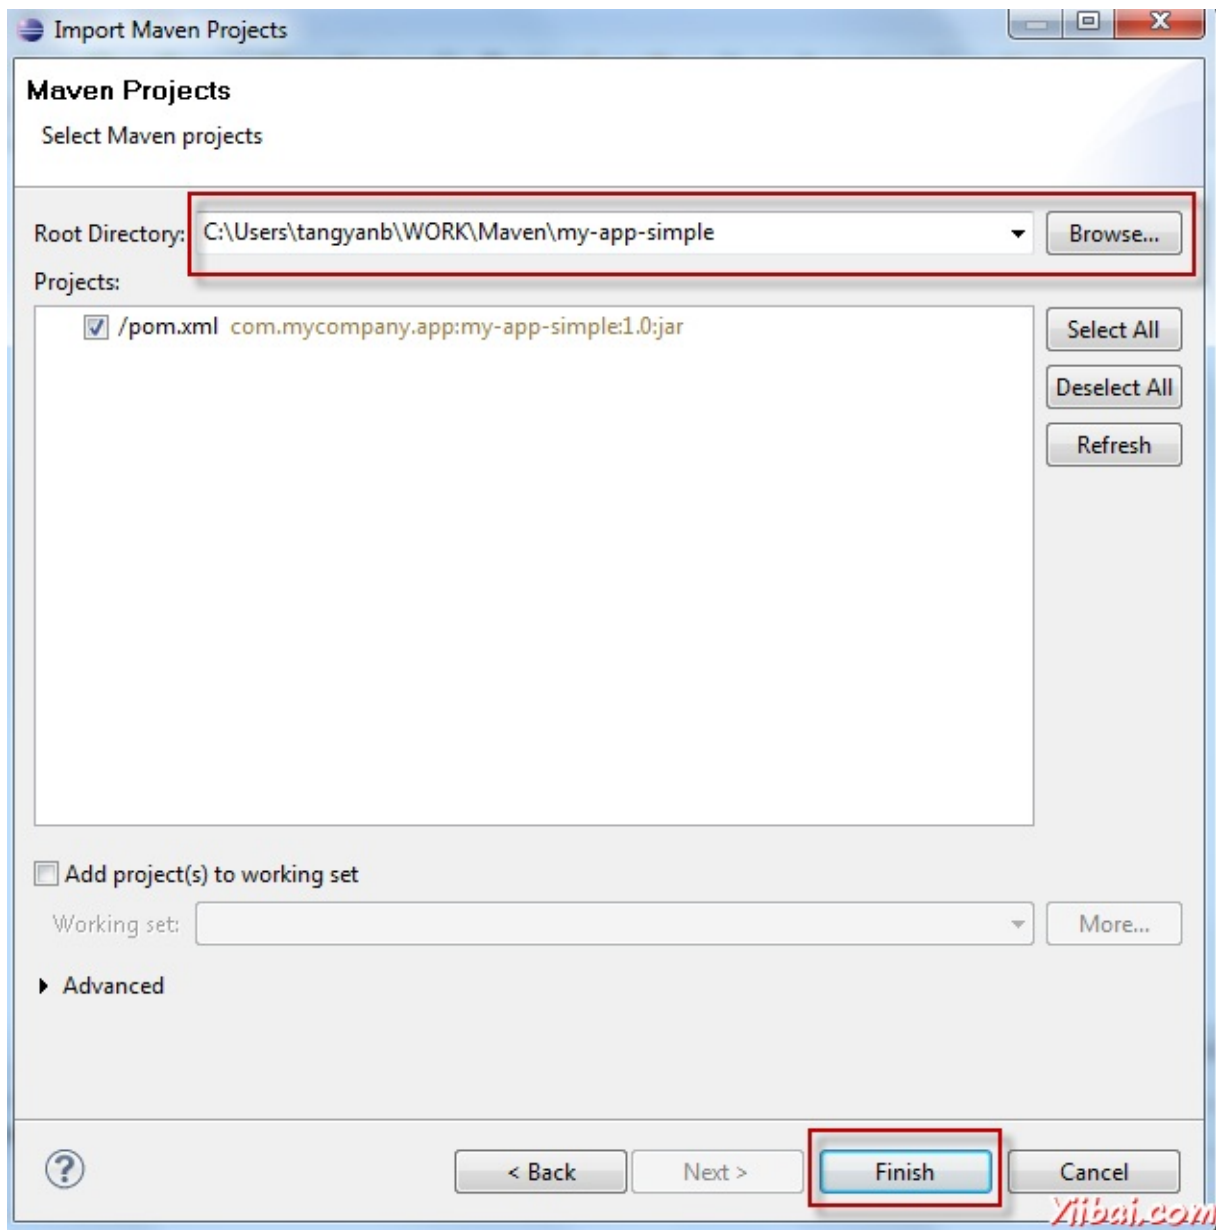 Import Maven Projects
Maven Projects
Select Maven projects
Root Directory: C:\Users\tangyanb\WORK\Maven\my-app-simple Browse...
Projects:
/pom.xml com.mycompany.app:my-app-simple:1.0:jar
Select All
Deselect All
Refresh
Add project(s) to working set
Working set: More...
Advanced
< Back Next > Finish Cancel
Yiibai.com